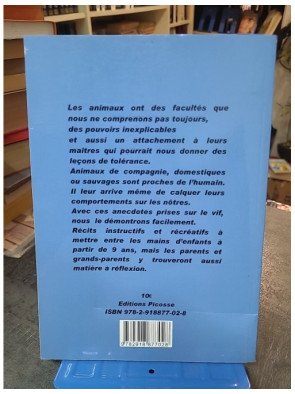 Les animaux ont des facultés que
nous ne comprenons pas toujours,
des pouvoirs inexplicables
et aussi un attachement à leurs
maîtres qui pourrait nous donner des
leçons de tolérance.
Animaux de compagnie, domestiques
ou sauvages sont proches de l'humain.
Il leur arrive même de calquer leurs
comportements sur les nôtres.
Avec ces anecdotes prises sur le vif,
nous le démontrons facilement.
Récits instructifs et récréatifs à
mettre entre les mains d'enfants à
partir de 9 ans, mais les parents et
grands-parents y trouveront aussi
matière à réflexion.
10€
Editions Picosse
ISBN 978-2-918877-02-8